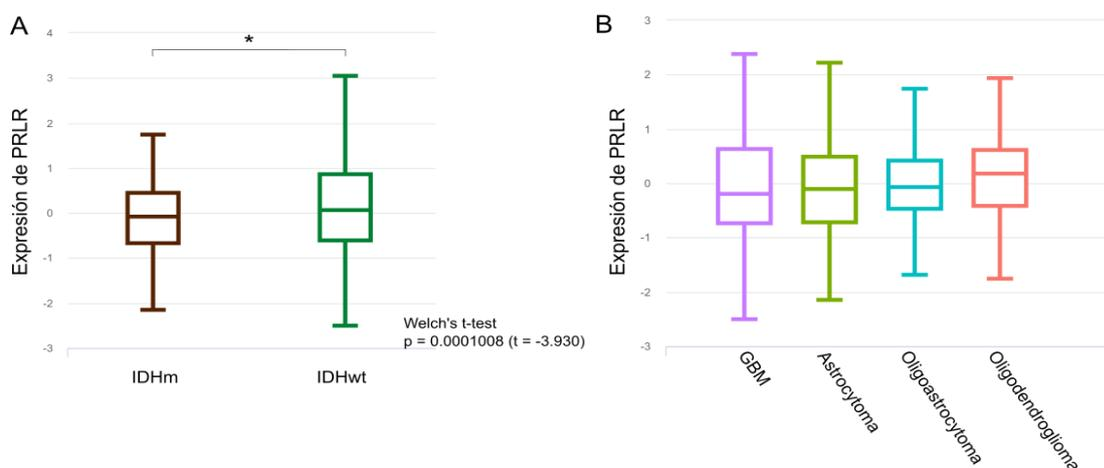 A
4
3
2
1
0
-1
-2
-3
Expresión de PRLR
*
IDHm
IDHwt
Welch's t-test
p = 0.0001008 (t = -3.930)
B
3
2
1
0
-1
-2
-3
Expresión de PRLR
GBM
Astrocytoma
Oligoastrocytoma
Oligodendroglioma